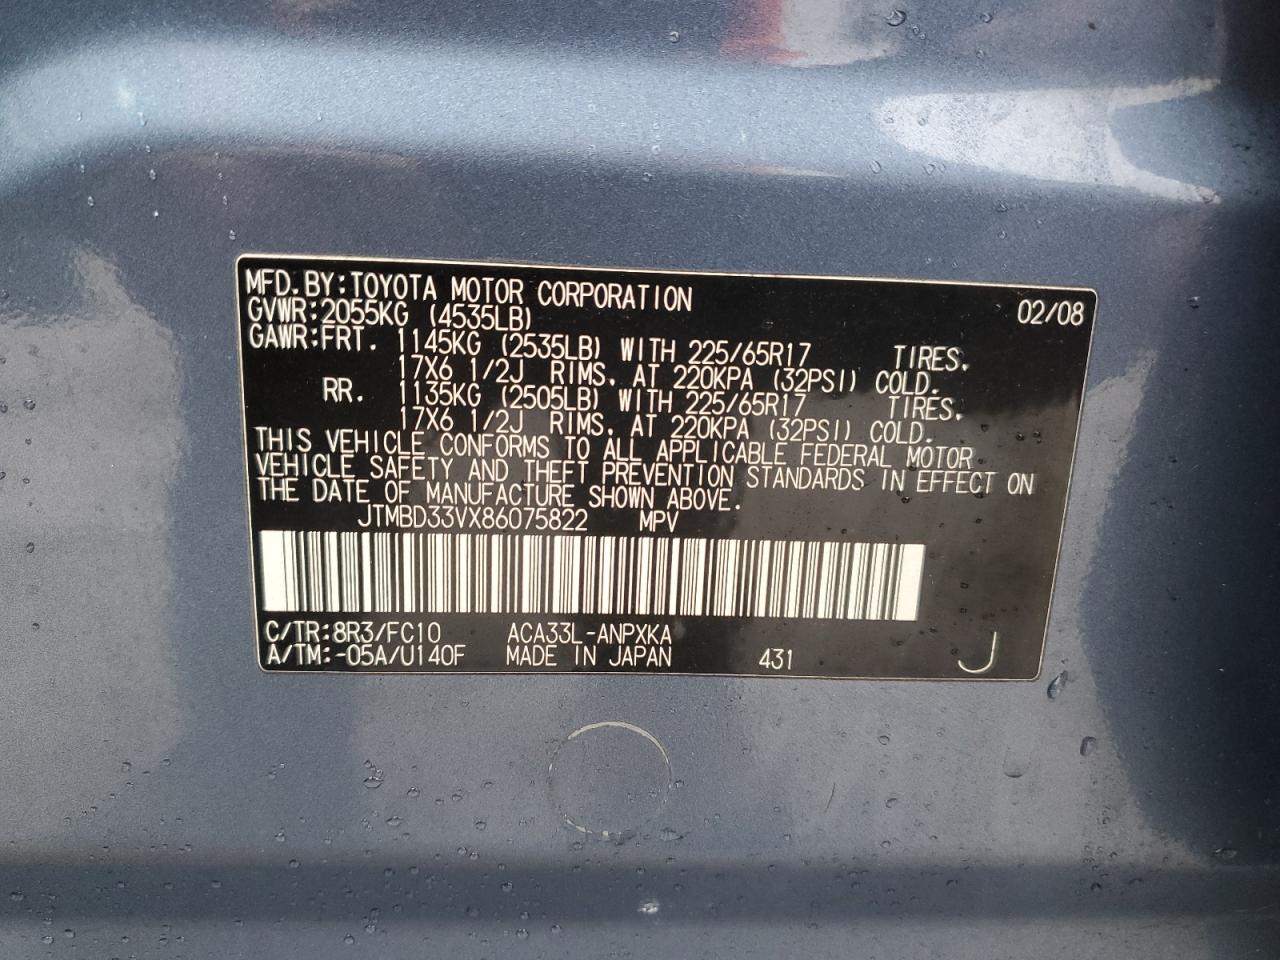 MFD. BY: TOYOTA MOTOR CORPORATION 02/08
GVWR: 2055KG (4535LB)
GAWR: FRT. 1145KG (2535LB) WITH 225/65R17 TIRES,
17X6 1/2J RIMS, AT 220KPA (32PSI) COLD.
RR. 1135KG (2505LB) WITH 225/65R17 TIRES,
17X6 1/2J RIMS, AT 220KPA (32PSI) COLD.
THIS VEHICLE CONFORMS TO ALL APPLICABLE FEDERAL MOTOR
VEHICLE SAFETY AND THEFT PREVENTION STANDARDS IN EFFECT ON
THE DATE OF MANUFACTURE SHOWN ABOVE.
JTMBD33VX86075822 MPV
C/TR: 8R3/FC10 ACA33L-ANPXKA
A/TM: -05A/U140F MADE IN JAPAN 431 J